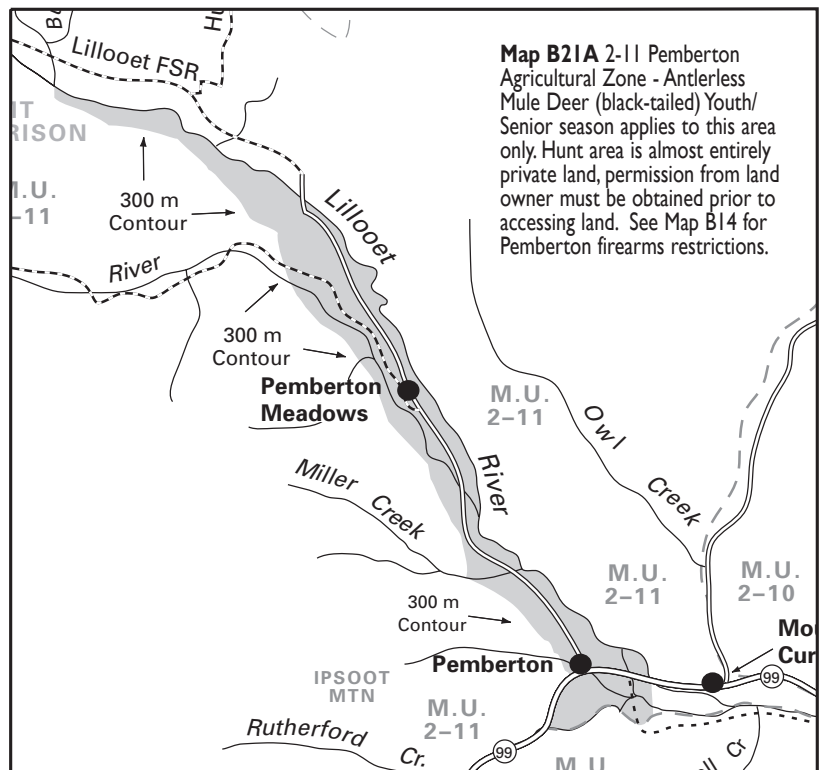 Lillooet FSR
Map B21A 2-11 Pemberton
Agricultural Zone - Antlerless
Mule Deer (black-tailed) Youth/
Senior season applies to this area
only. Hunt area is almost entirely
private land, permission from land
owner must be obtained prior to
accessing land. See Map B14 for
Pemberton firearms restrictions.
RISON
M.U.
-11
300 m
Contour
Lillooet
River
300 m
Contour
Pemberton
Meadows
M.U.
2-11
Owl
Creek
River
Miller
Creek
M.U.
2-11
M.U.
2-10
300 m
Contour
Mou
Cur
Pemberton
99
IPSOOT
MTN
M.U.
2-11
Rutherford
Cr.
99
M.U.
Cr